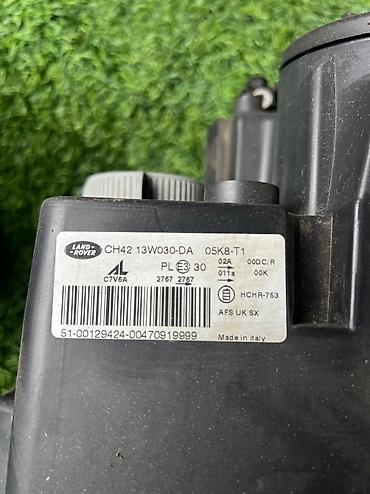 LAND
ROVER
CH42 13W030-DA 05K8-T1
AL PL E3 30 02A 00DC/R
C7V6A 2767 2767 011a 00K
HCHR-753
AFS UK SX
51-00129424-00470919999 Made in Italy